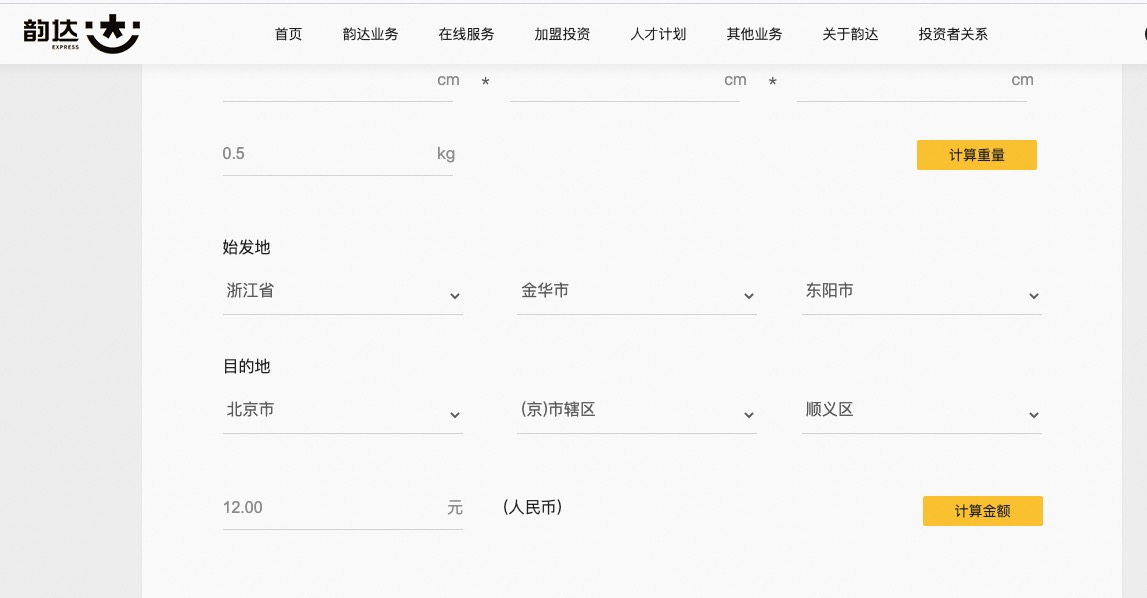 韵达 EXPRESS 首页 韵达业务 在线服务 加盟投资 人才计划 其他业务 关于韵达 投资者关系
cm * cm * cm
0.5 kg 计算重量
始发地
浙江省 金华市 东阳市
目的地
北京市 (京)市辖区 顺义区
12.00 元 (人民币) 计算金额